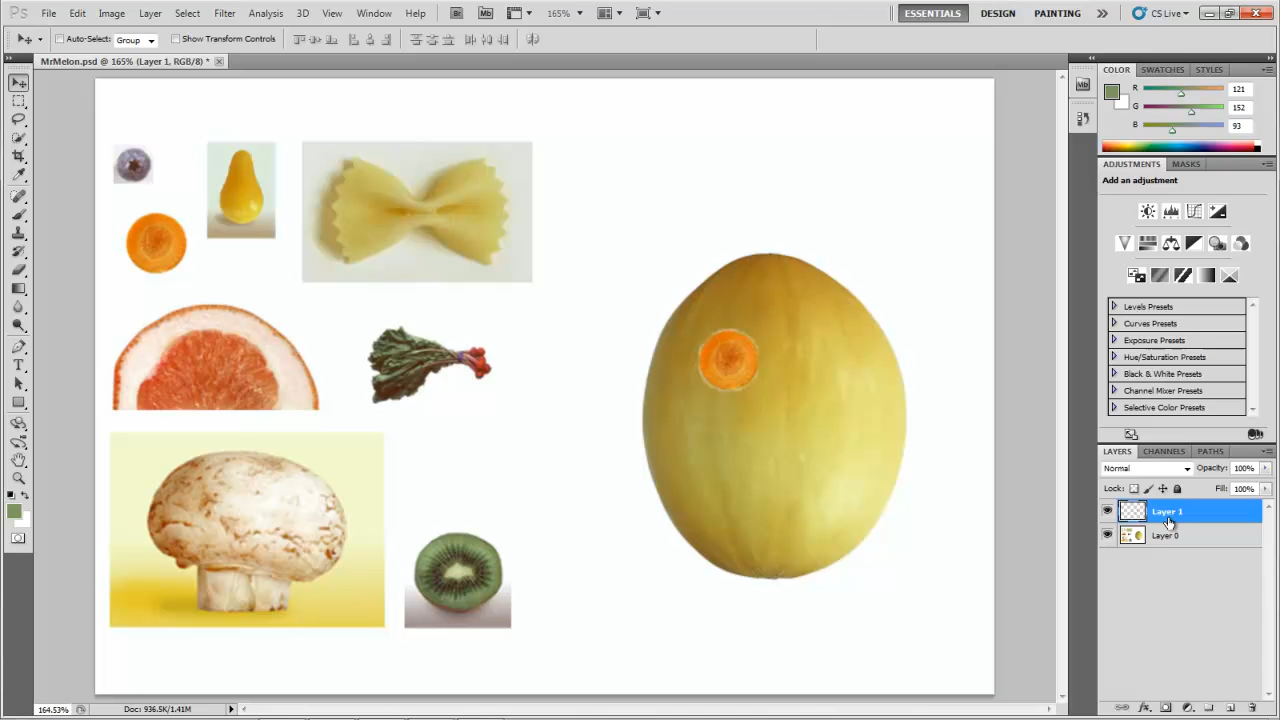 Ps File Edit Image Layer Select Filter Analysis 3D View Window Help Br Mb 165% ESSENTIALS DESIGN PAINTING CS Live
Auto-Select: Group Show Transform Controls
MrMelon.psd @ 165% (Layer 1, RGB/8) *
COLOR SWATCHES STYLES
R 121
G 152
B 93
ADJUSTMENTS MASKS
Add an adjustment
Levels Presets
Curves Presets
Exposure Presets
Hue/Saturation Presets
Black & White Presets
Channel Mixer Presets
Selective Color Presets
LAYERS CHANNELS PATHS
Normal Opacity: 100%
Lock: Fill: 100%
Layer 1
Layer 0
164.53% Doc: 936.5K/1.41M